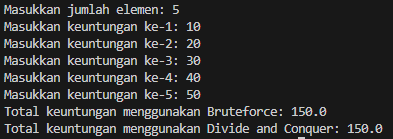 Masukkan jumlah elemen: 5
Masukkan keuntungan ke-1: 10
Masukkan keuntungan ke-2: 20
Masukkan keuntungan ke-3: 30
Masukkan keuntungan ke-4: 40
Masukkan keuntungan ke-5: 50
Total keuntungan menggunakan Bruteforce: 150.0
Total keuntungan menggunakan Divide and Conquer: 150.0